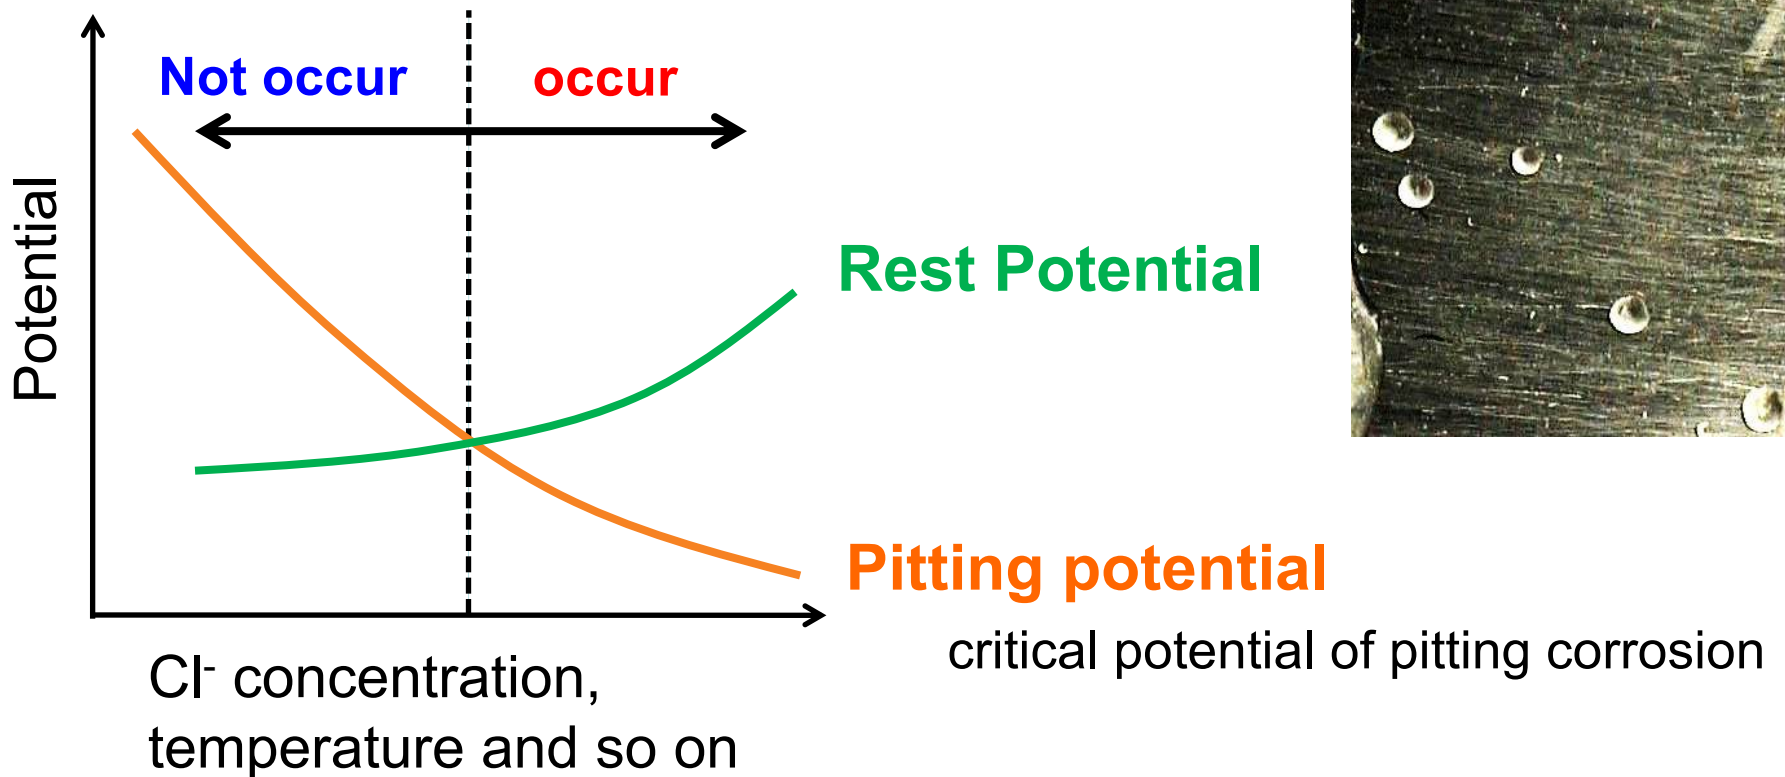 Not occur
occur
Potential
Rest Potential
Pitting potential
critical potential of pitting corrosion
Cl⁻ concentration,
temperature and so on